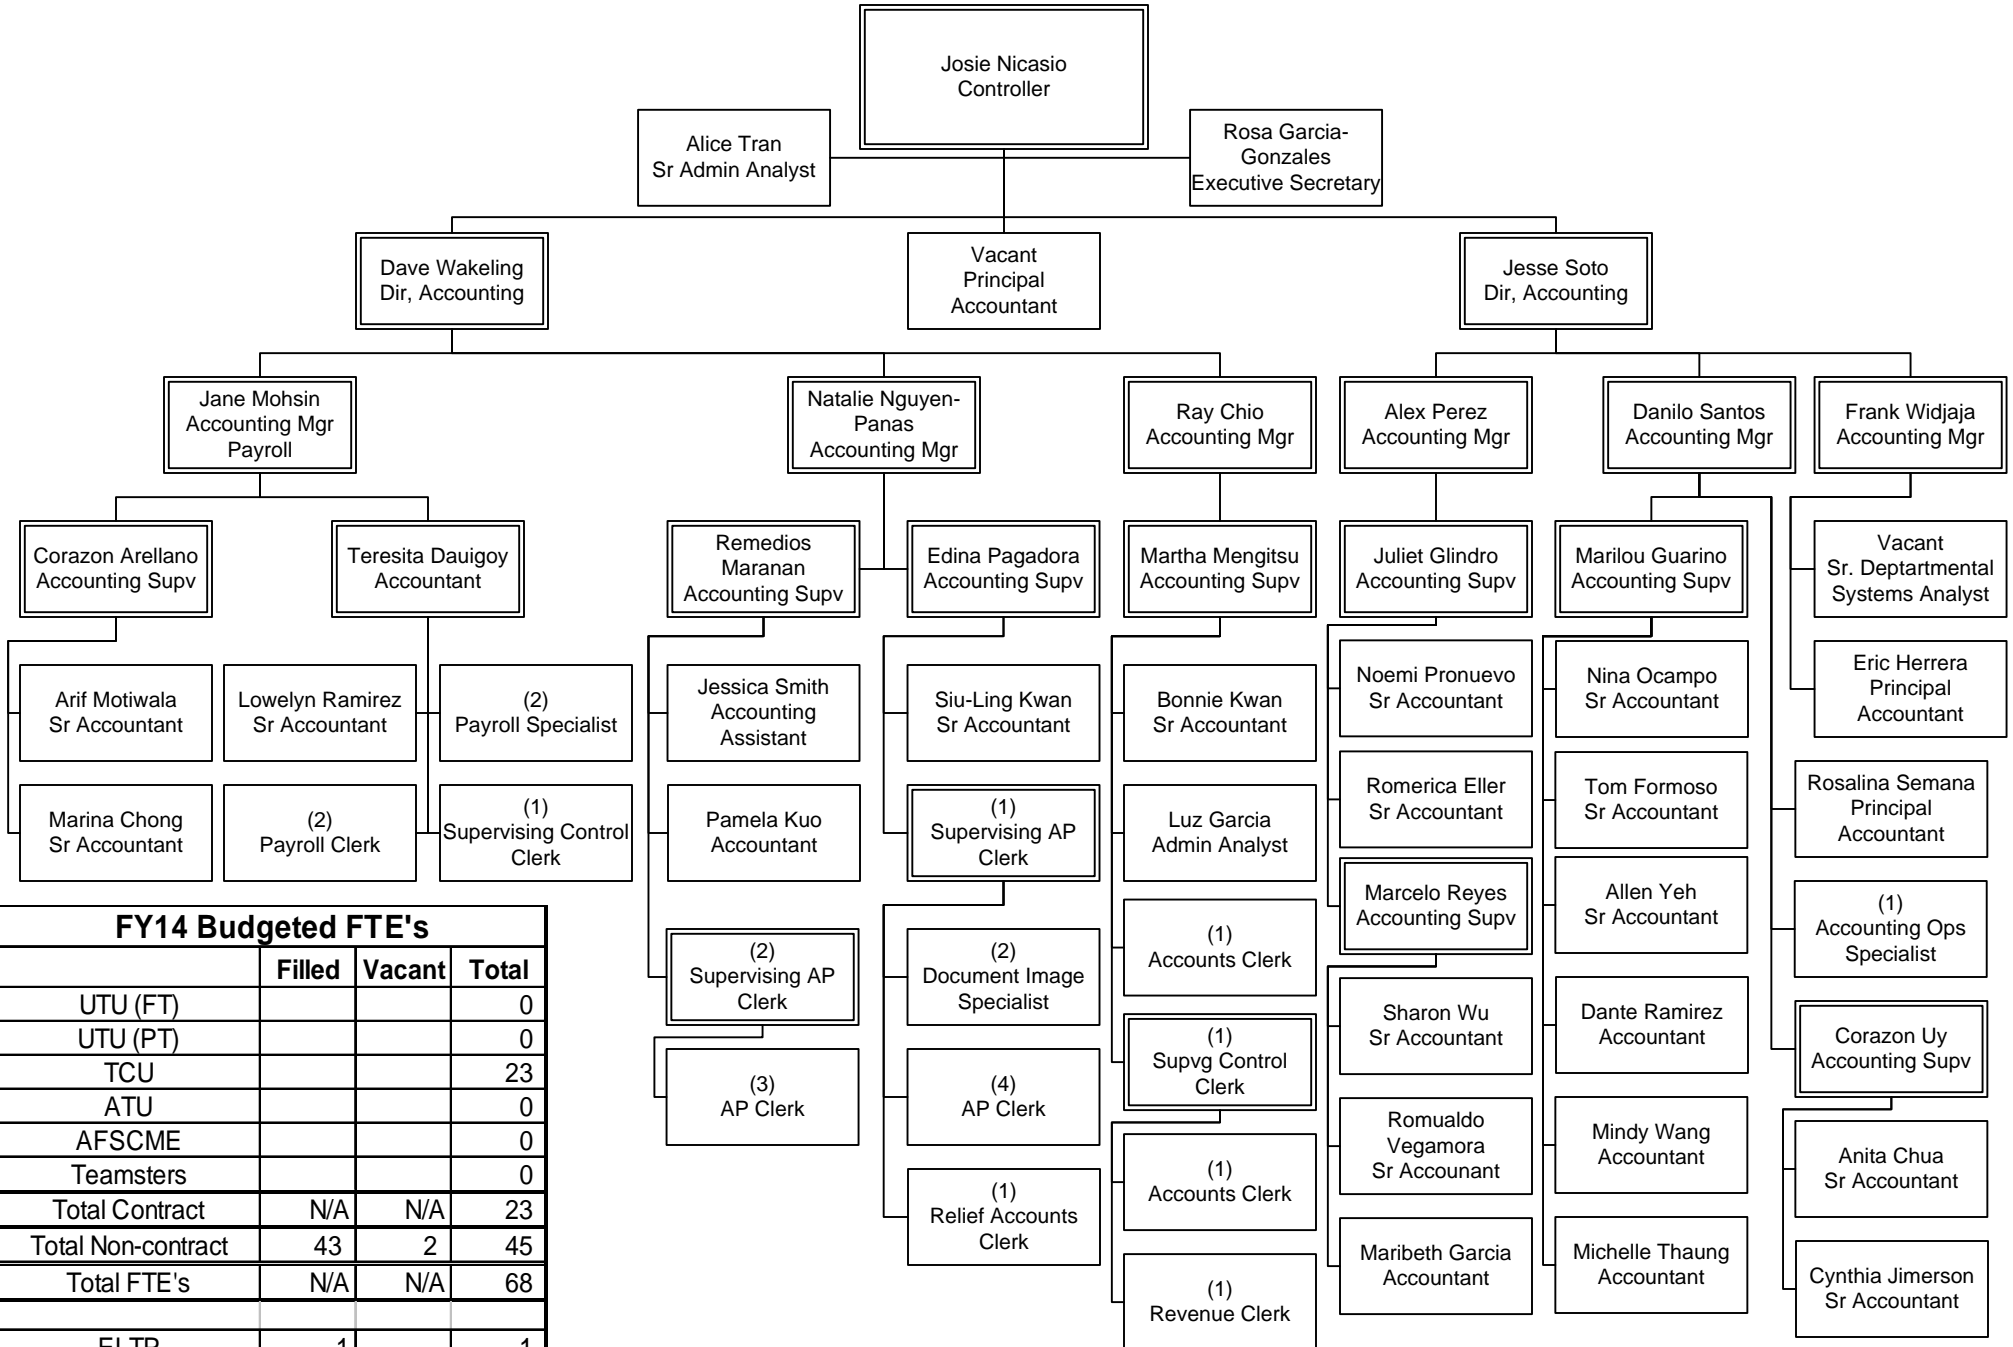 Josie Nicasio
Controller
Alice Tran
Sr Admin Analyst
Rosa Garcia-
Gonzales
Executive Secretary
Dave Wakeling
Dir, Accounting
Vacant
Principal
Accountant
Jesse Soto
Dir, Accounting
Jane Mohsin
Accounting Mgr
Payroll
Natalie Nguyen-
Panas
Accounting Mgr
Ray Chio
Accounting Mgr
Alex Perez
Accounting Mgr
Danilo Santos
Accounting Mgr
Frank Widjaja
Accounting Mgr
Corazon Arellano
Accounting Supv
Teresita Dauigoy
Accountant
Remedios
Maranan
Accounting Supv
Edina Pagadora
Accounting Supv
Martha Mengitsu
Accounting Supv
Juliet Glindro
Accounting Supv
Marilou Guarino
Accounting Supv
Vacant
Sr. Deptartmental
Systems Analyst
Eric Herrera
Principal
Accountant
Arif Motiwala
Sr Accountant
Lowelyn Ramirez
Sr Accountant
(2)
Payroll Specialist
Jessica Smith
Accounting
Assistant
Siu-Ling Kwan
Sr Accountant
Bonnie Kwan
Sr Accountant
Noemi Pronuevo
Sr Accountant
Nina Ocampo
Sr Accountant
Marina Chong
Sr Accountant
(2)
Payroll Clerk
(1)
Supervising Control
Clerk
Pamela Kuo
Accountant
(1)
Supervising AP
Clerk
Luz Garcia
Admin Analyst
Romerica Eller
Sr Accountant
Tom Formoso
Sr Accountant
Rosalina Semana
Principal
Accountant
(2)
Supervising AP
Clerk
(2)
Document Image
Specialist
(1)
Accounts Clerk
Marcelo Reyes
Accounting Supv
Allen Yeh
Sr Accountant
(1)
Accounting Ops
Specialist
(3)
AP Clerk
(4)
AP Clerk
(1)
Supvg Control
Clerk
Sharon Wu
Sr Accountant
Dante Ramirez
Accountant
Corazon Uy
Accounting Supv
(1)
Relief Accounts
Clerk
(1)
Accounts Clerk
Romualdo
Vegamora
Sr Accounant
Mindy Wang
Accountant
Anita Chua
Sr Accountant
(1)
Revenue Clerk
Maribeth Garcia
Accountant
Michelle Thaung
Accountant
Cynthia Jimerson
Sr Accountant
FY14 Budgeted FTE's
Filled Vacant Total
UTU (FT) 0
UTU (PT) 0
TCU 23
ATU 0
AFSCME 0
Teamsters 0
Total Contract N/A N/A 23
Total Non-contract 43 2 45
Total FTE's N/A N/A 68
1 1